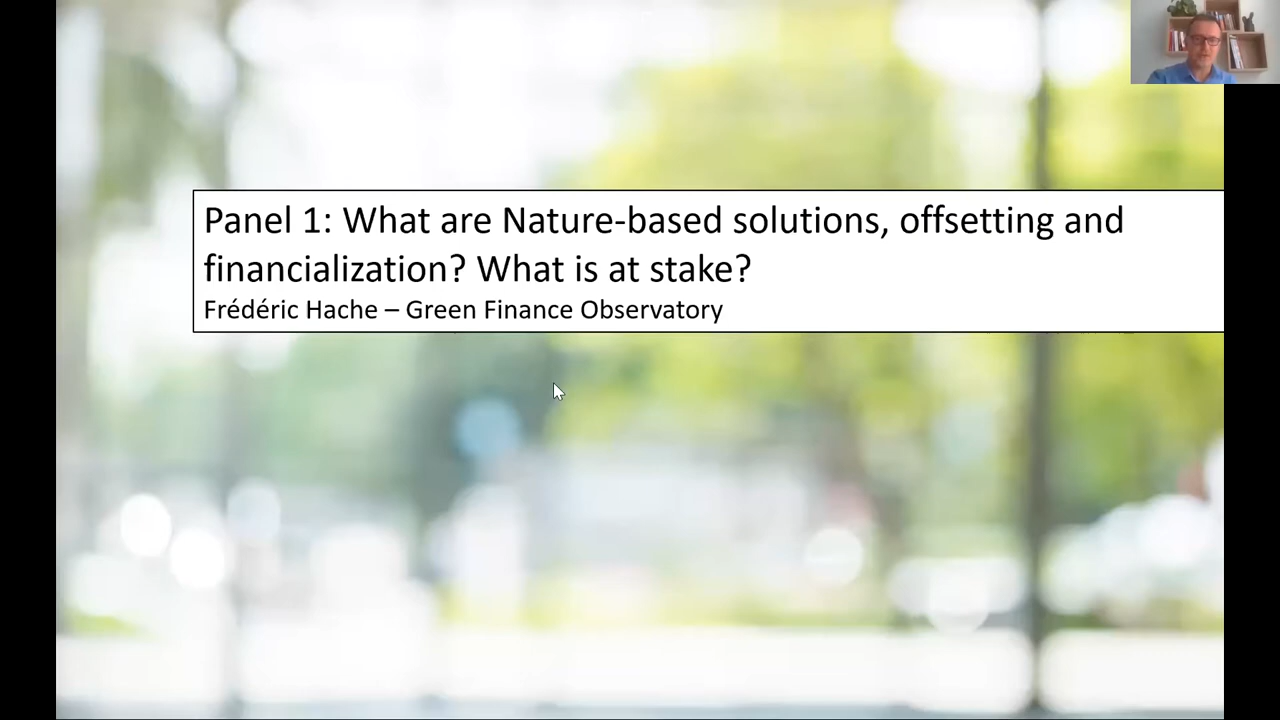 Panel 1: What are Nature-based solutions, offsetting and
financialization? What is at stake?
Frédéric Hache – Green Finance Observatory